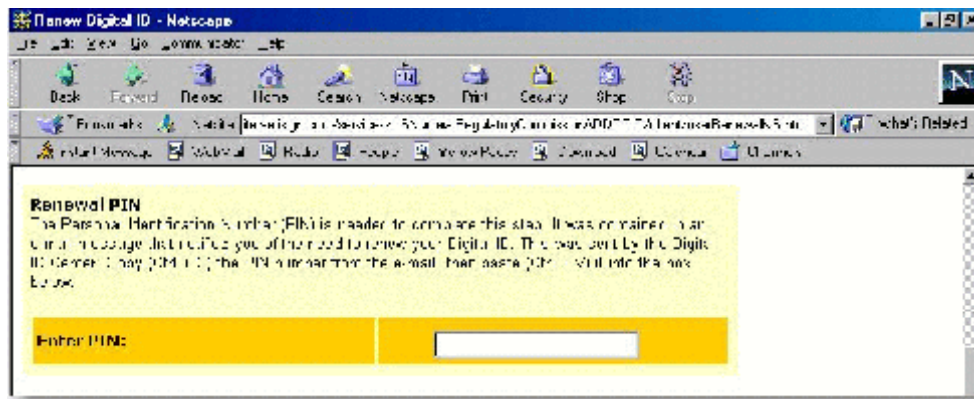 Renew Digital ID - Netscape
File Edit View Go Communicator Help
Back Forward Reload Home Search Netscape Print Security Shop Stop
Bookmarks Netsite
What's Related
Instant Message WebMail Radio People Yellow Pages Download Calendar Channels
Renewal PIN
The Personal Identification Number (PIN) is needed to complete this step. It was contained in an
e-mail message that notified you of the need to renew your Digital ID. This was sent by the Digital
ID Center. Copy the PIN number from the e-mail, then paste into the box
below.
Enter PIN: